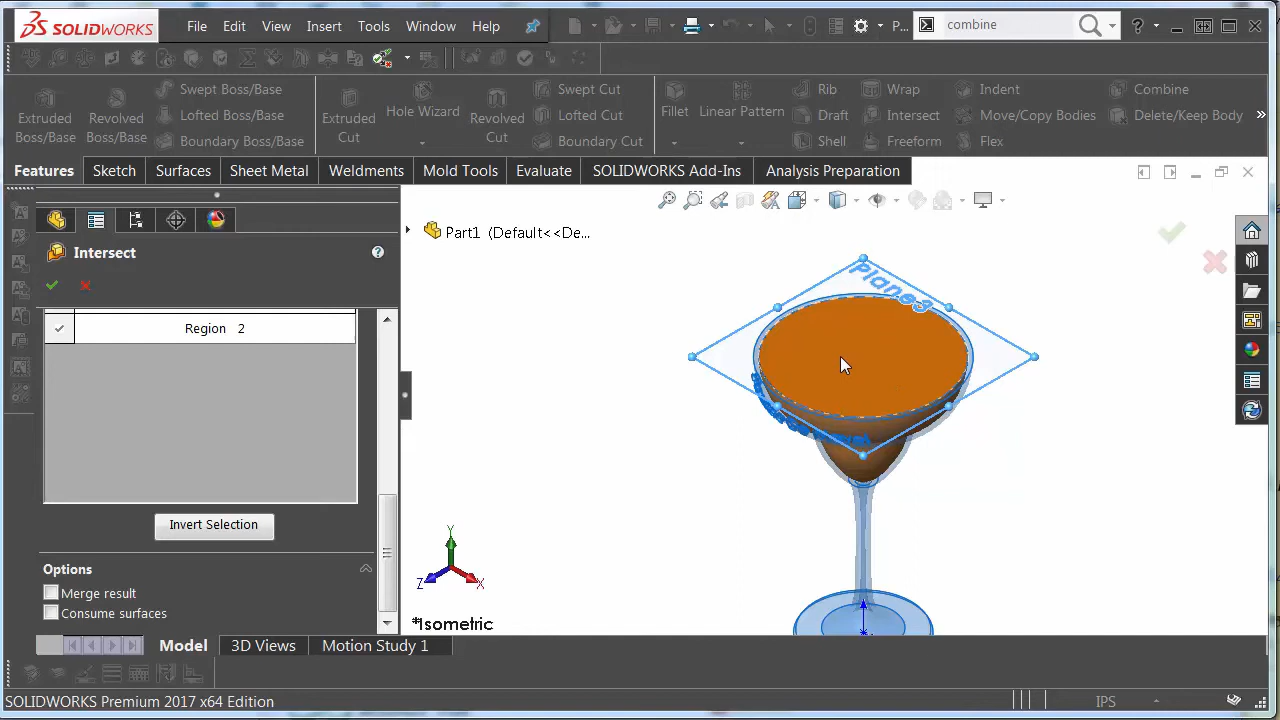 SOLIDWORKS File Edit View Insert Tools Window Help P... combine
Swept Boss/Base Swept Cut Rib Wrap Indent Combine
Extruded Boss/Base Revolved Boss/Base Lofted Boss/Base Extruded Cut Hole Wizard Revolved Cut Lofted Cut Fillet Linear Pattern Draft Intersect Move/Copy Bodies Delete/Keep Body »
Boundary Boss/Base Boundary Cut Shell Freeform Flex
Features Sketch Surfaces Sheet Metal Weldments Mold Tools Evaluate SOLIDWORKS Add-Ins Analysis Preparation
Part1 (Default<<De...
Intersect
Plane3
Region 2
Invert Selection
Options
Merge result
Consume surfaces
Y
Z X
*Isometric
Model 3D Views Motion Study 1
SOLIDWORKS Premium 2017 x64 Edition IPS